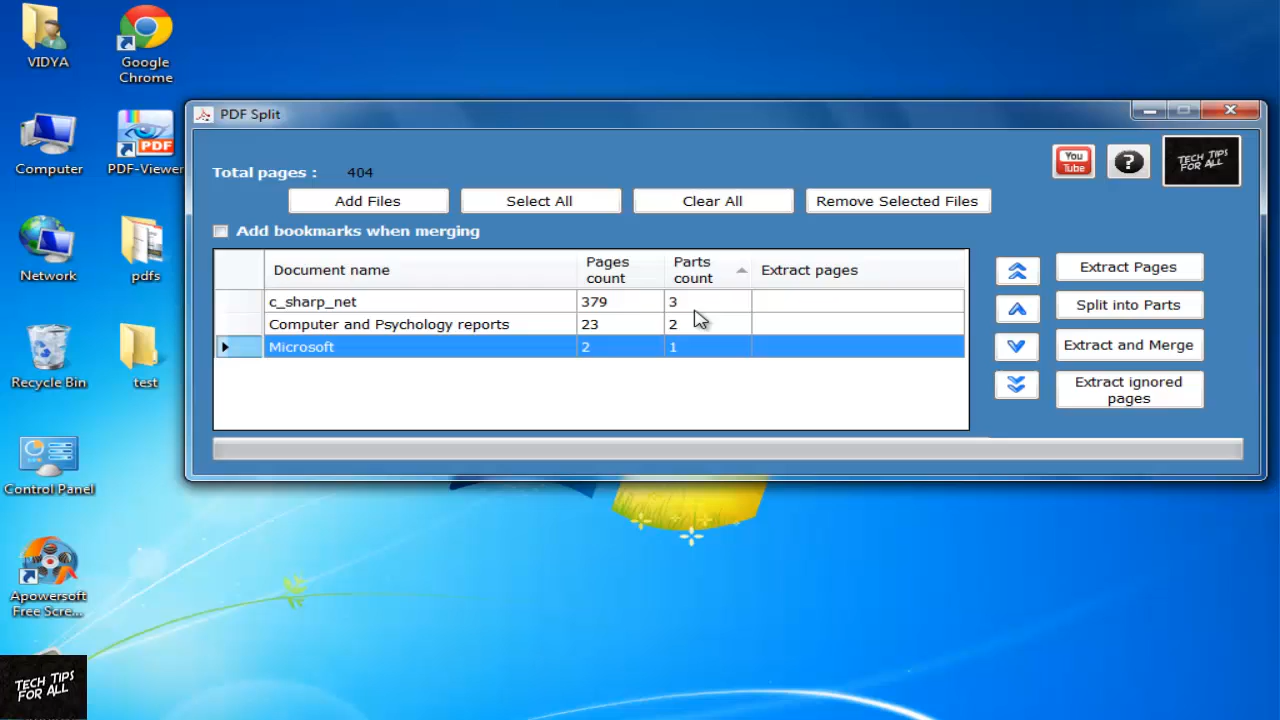 VIDYA
Google
Chrome
Computer
PDF
PDF-Viewer
Network
pdfs
Recycle Bin
test
Control Panel
Apowersoft
Free Scre...
TECH TIPS
FOR ALL
PDF Split
Total pages : 404
You
Tube
?
TECH TIPS
FOR ALL
Add Files
Select All
Clear All
Remove Selected Files
Add bookmarks when merging
Document name
Pages
count
Parts
count
Extract pages
c_sharp_net 379 3
Computer and Psychology reports 23 2
Microsoft 2 1
Extract Pages
Split into Parts
Extract and Merge
Extract ignored
pages